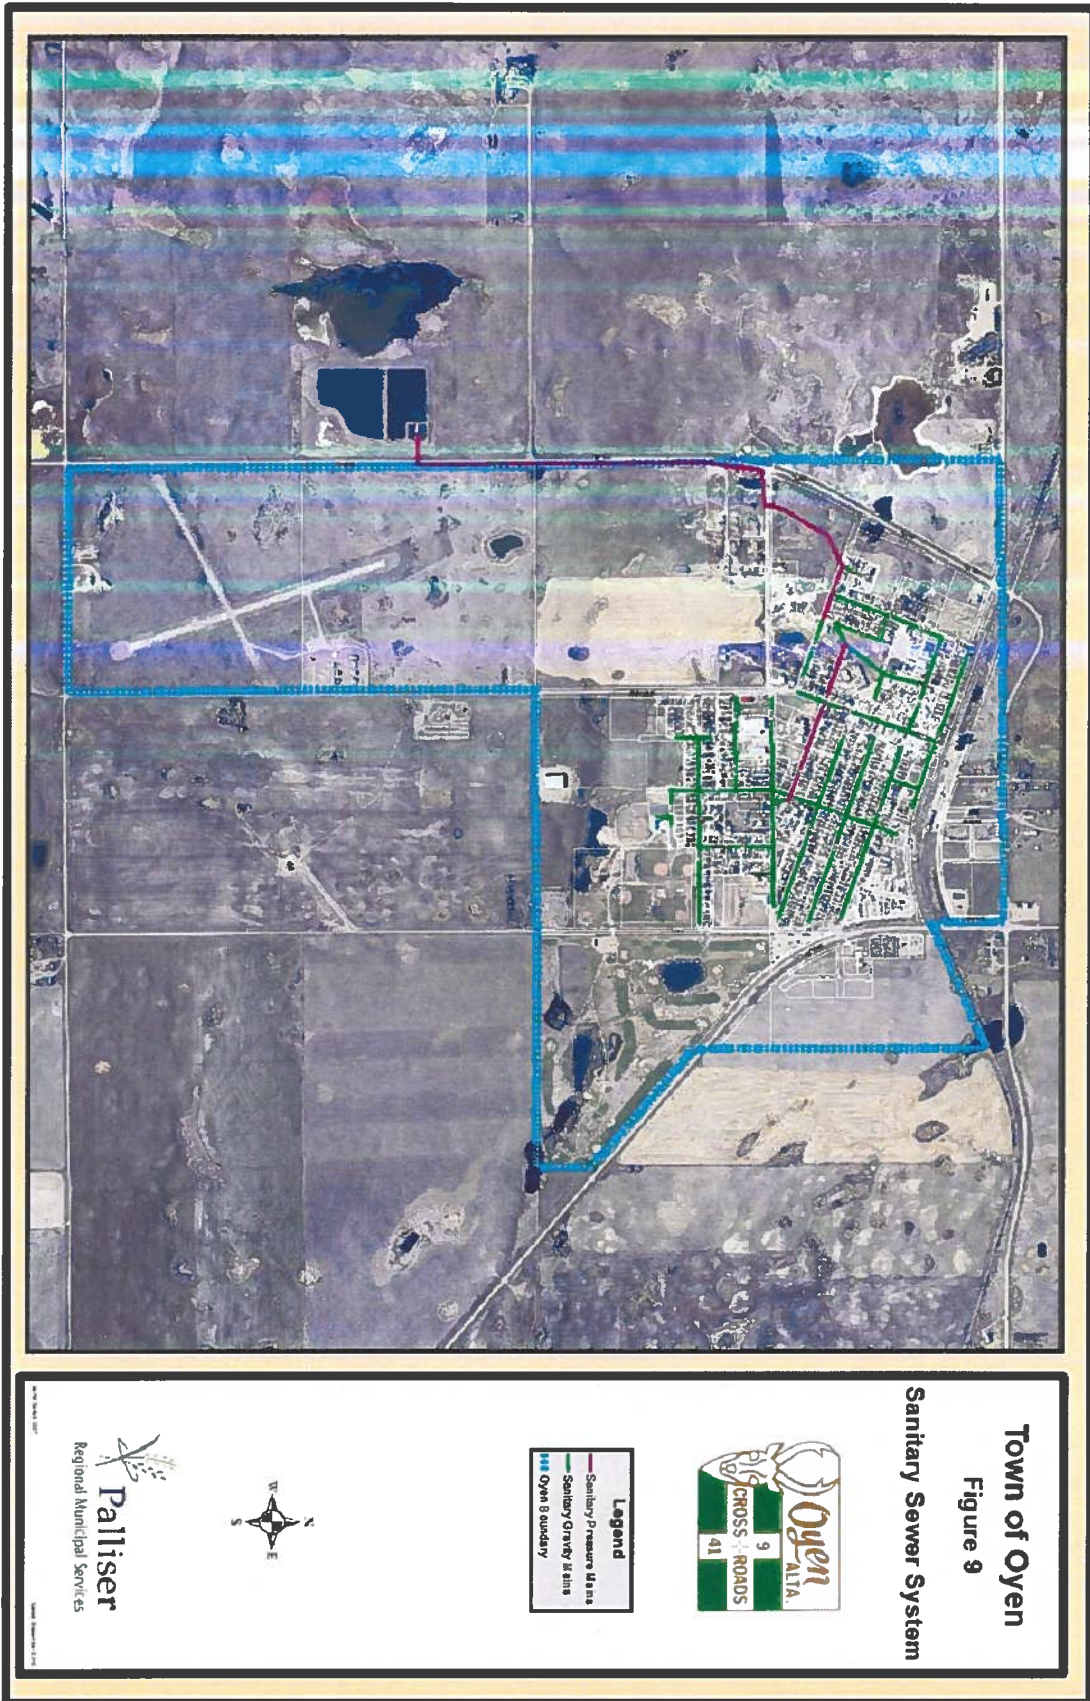 Town of Oyen
Figure 9
Sanitary Sewer System
Oyen
ALTA.
CROSS ROADS
9
41
Legend
Sanitary Pressure Mains
Sanitary Gravity Mains
Oyen Boundary
N
W
E
S
Palliser
Regional Municipal Services